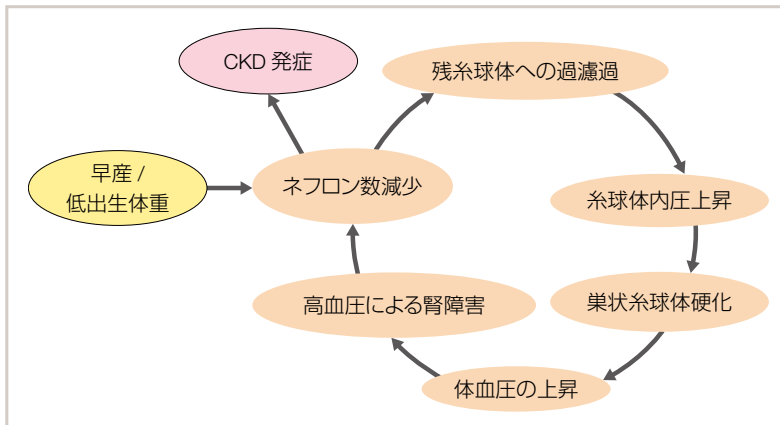 CKD 発症
残糸球体への過濾過
早産 /
低出生体重
ネフロン数減少
糸球体内圧上昇
高血圧による腎障害
巣状糸球体硬化
体血圧の上昇